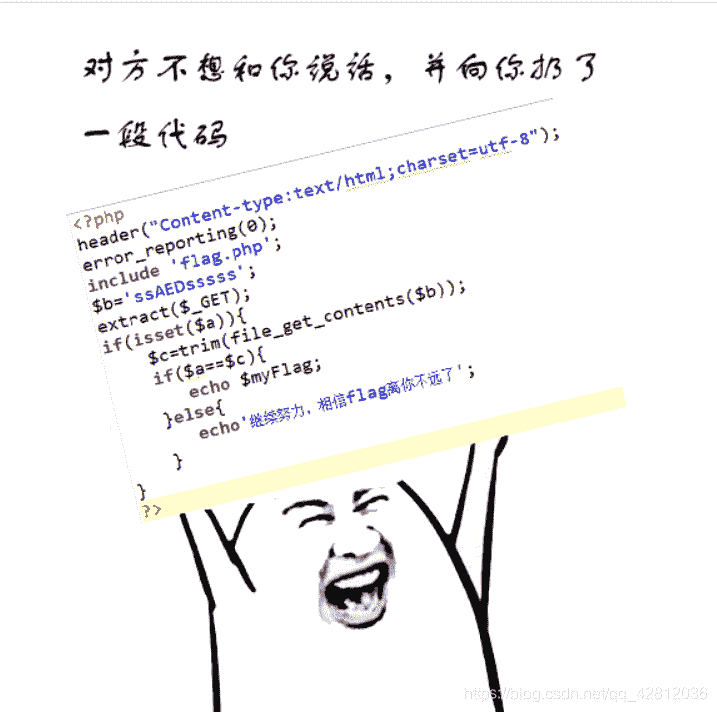 对方不想和你说话，并向你扔了
一段代码
<?php
header("Content-type:text/html;charset=utf-8");
error_reporting(0);
include 'flag.php';
$b='ssAEDsssss';
extract($_GET);
if(isset($a)){
$c=trim(file_get_contents($b));
if($a==$c){
echo $myFlag;
}else{
echo'继续努力，相信flag离你不远了';
}
}
?>
https://blog.csdn.net/qq_42812036